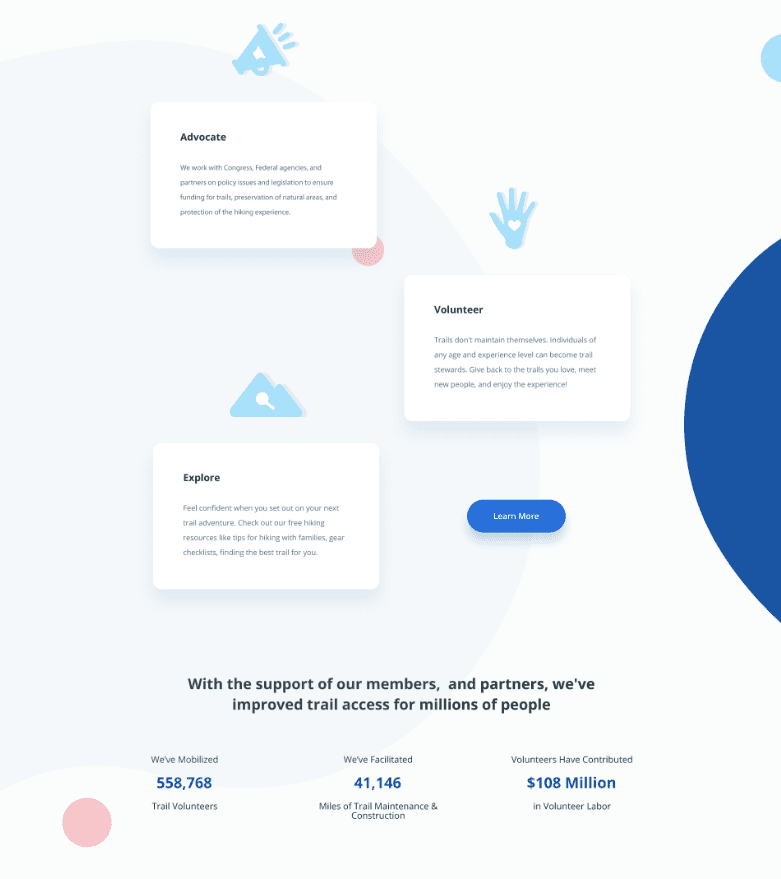 Advocate
We work with Congress, Federal agencies, and
partners on policy issues and legislation to ensure
funding for trails, preservation of natural areas, and
protection of the hiking experience.
Volunteer
Trails don't maintain themselves. Individuals of
any age and experience level can become trail
stewards. Give back to the trails you love, meet
new people, and enjoy the experience!
Explore
Feel confident when you set out on your next
trail adventure. Check out our free hiking
resources like tips for hiking with families, gear
checklists, finding the best trail for you.
Learn More
With the support of our members, and partners, we've
improved trail access for millions of people
We've Mobilized
558,768
Trail Volunteers
We've Facilitated
41,146
Miles of Trail Maintenance &
Construction
Volunteers Have Contributed
$108 Million
in Volunteer Labor